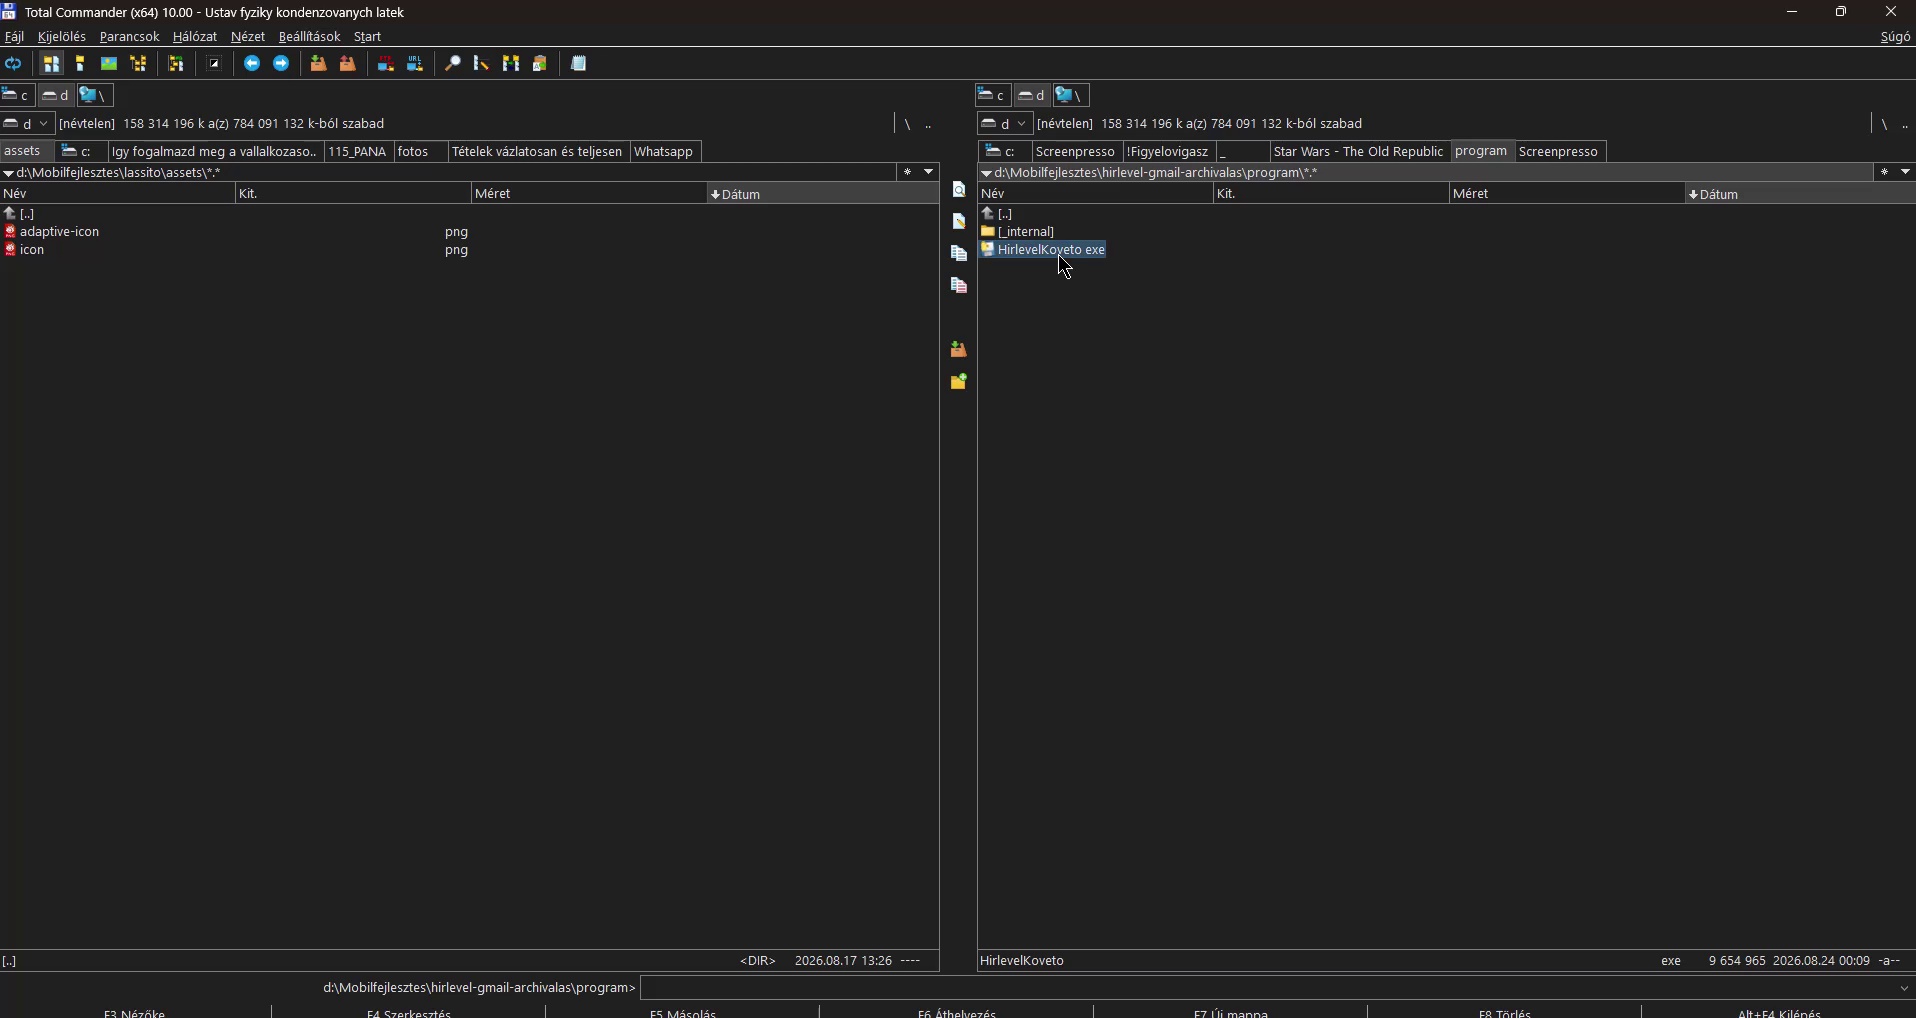 Total Commander (x64) 10.00 - Ustav fyziky kondenzovanych latek
Fájl Kijelölés Parancsok Hálózat Nézet Beállítások Start Súgó
URL
c d \ c d \
d [névtelen] 158 314 196 k a(z) 784 091 132 k-ból szabad \ .. d [névtelen] 158 314 196 k a(z) 784 091 132 k-ból szabad \ ..
assets c: Igy fogalmazd meg a vallalkozaso.. 115_PANA fotos Tételek vázlatosan és teljesen Whatsapp c: Screenpresso !Figyelovigasz _ Star Wars - The Old Republic program Screenpresso
d:\Mobilfejlesztes\lassito\assets\*.* * d:\Mobilfejlesztes\hirlevel-gmail-archivalas\program\*.* *
Név Kit. Méret Dátum Név Kit. Méret Dátum
[..] [..]
adaptive-icon png [_internal]
icon png HirlevelKoveto exe
[..] <DIR> 2026.08.17 13:26 ---- HirlevelKoveto exe 9 654 965 2026.08.24 00:09 -a--
d:\Mobilfejlesztes\hirlevel-gmail-archivalas\program>
F3 Nézőke F4 Szerkesztés F5 Másolás F6 Áthelyezés F7 Új mappa F8 Törlés Alt+F4 Kilépés